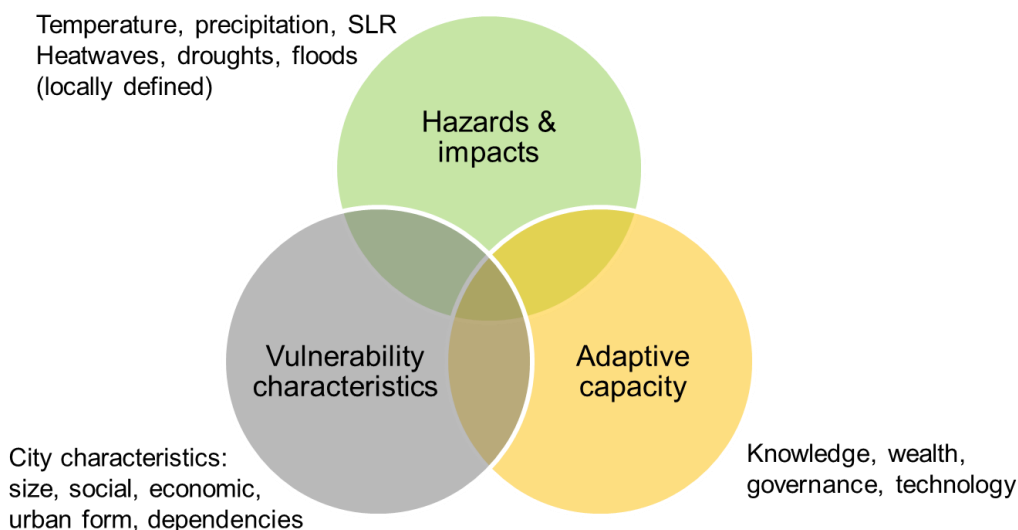 Temperature, precipitation, SLR
Heatwaves, droughts, floods
(locally defined)
Hazards &
impacts
Vulnerability
characteristics
Adaptive
capacity
City characteristics:
size, social, economic,
urban form, dependencies
Knowledge, wealth,
governance, technology